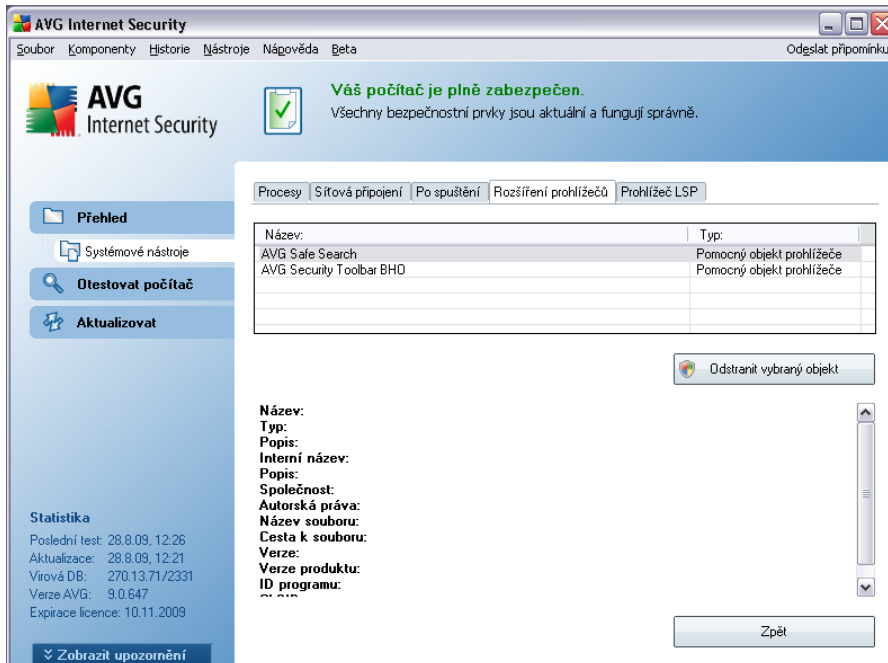 AVG Internet Security
Soubor Komponenty Historie Nástroje Nápověda Beta Odeslat připomínku
AVG
Internet Security
Váš počítač je plně zabezpečen.
Všechny bezpečnostní prvky jsou aktuální a fungují správně.
Přehled
Systémové nástroje
Otestovat počítač
Aktualizovat
Procesy Síťová připojení Po spuštění Rozšíření prohlížečů Prohlížeč LSP
Název: Typ:
AVG Safe Search Pomocný objekt prohlížeče
AVG Security Toolbar BHO Pomocný objekt prohlížeče
Odstranit vybraný objekt
Název:
Typ:
Popis:
Interní název:
Popis:
Společnost:
Autorská práva:
Název souboru:
Cesta k souboru:
Verze:
Verze produktu:
ID programu:
Statistika
Poslední test: 28.8.09, 12:26
Aktualizace: 28.8.09, 12:21
Virová DB: 270.13.71/2331
Verze AVG: 9.0.647
Expirace licence: 10.11.2009
Zobrazit upozornění
Zpět